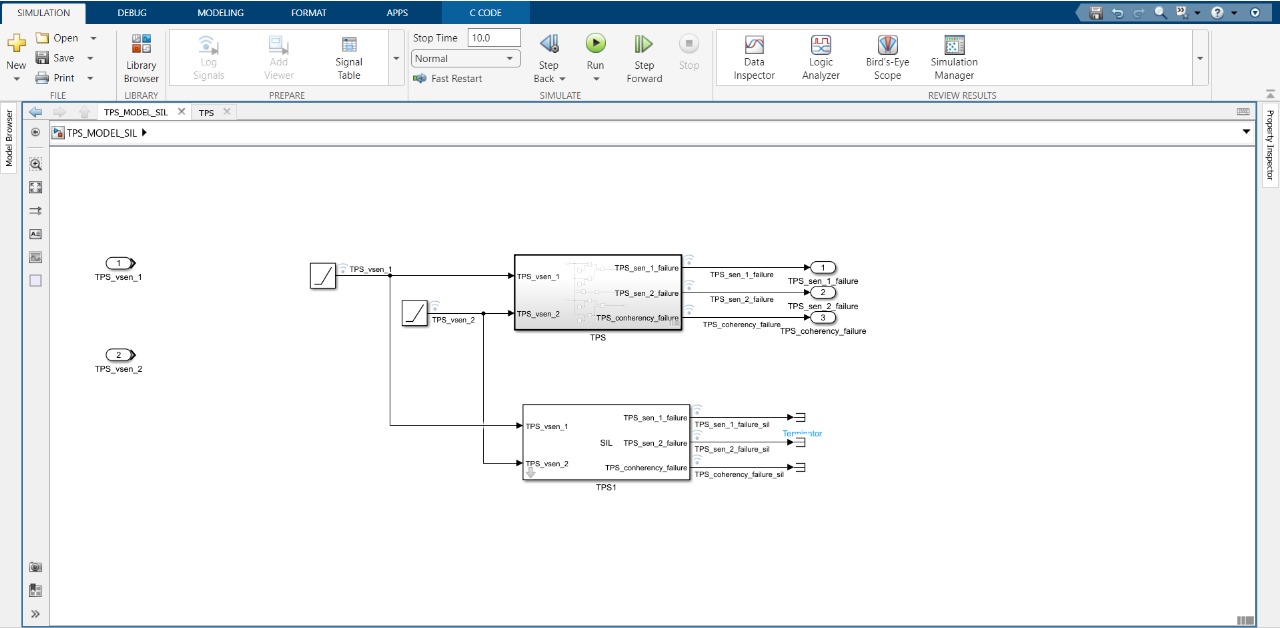 SIMULATION DEBUG MODELING FORMAT APPS C CODE
New
Open
Save
Print
FILE
Library
Browser
LIBRARY
Log
Signals
Add
Viewer
Signal
Table
PREPARE
Stop Time 10.0
Normal
Fast Restart
Step
Back
Run
Step
Forward
Stop
SIMULATE
Data
Inspector
Logic
Analyzer
Bird's-Eye
Scope
Simulation
Manager
REVIEW RESULTS
Model Browser
Property Inspector
TPS_MODEL_SIL TPS
TPS_MODEL_SIL
1
TPS_vsen_1
2
TPS_vsen_2
TPS_vsen_1
TPS_vsen_2
TPS_vsen_1
TPS_vsen_2
TPS_sen_1_failure
TPS_sen_2_failure
TPS_conherency_failure
TPS
TPS_sen_1_failure
TPS_sen_2_failure
TPS_coherency_failure
1
TPS_sen_1_failure
2
TPS_sen_2_failure
3
TPS_coherency_failure
TPS_vsen_1
TPS_vsen_2
SIL
TPS_sen_1_failure
TPS_sen_2_failure
TPS_conherency_failure
TPS1
TPS_sen_1_failure_sil
Terminator
TPS_sen_2_failure_sil
TPS_coherency_failure_sil